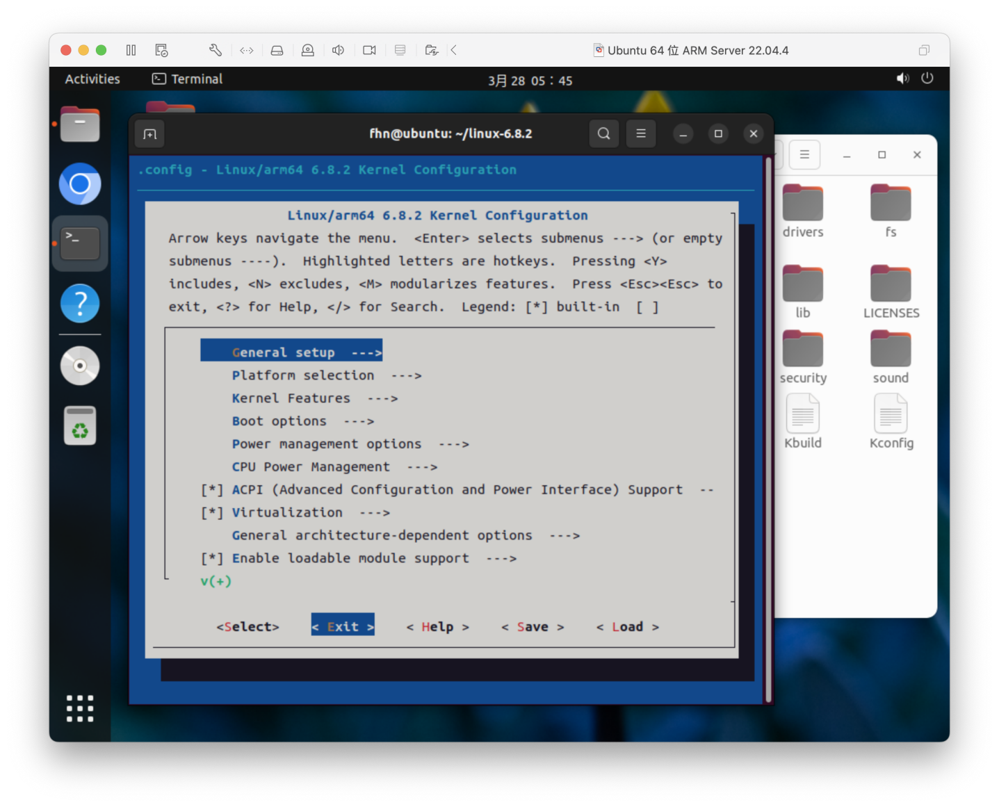 Ubuntu 64 位 ARM Server 22.04.4
Activities
Terminal
3月 28 05：45
fhn@ubuntu: ~/linux-6.8.2
.config - Linux/arm64 6.8.2 Kernel Configuration
Linux/arm64 6.8.2 Kernel Configuration
Arrow keys navigate the menu.  <Enter> selects submenus ---> (or empty
submenus ----).  Highlighted letters are hotkeys.  Pressing <Y>
includes, <N> excludes, <M> modularizes features.  Press <Esc><Esc> to
exit, <?> for Help, </> for Search.  Legend: [*] built-in  [ ]
General setup  --->
Platform selection  --->
Kernel Features  --->
Boot options  --->
Power management options  --->
CPU Power Management  --->
[*] ACPI (Advanced Configuration and Power Interface) Support  --
[*] Virtualization  --->
General architecture-dependent options  --->
[*] Enable loadable module support  --->
v(+)
<Select>    < Exit >    < Help >    < Save >    < Load >
drivers
fs
lib
LICENSES
security
sound
Kbuild
Kconfig